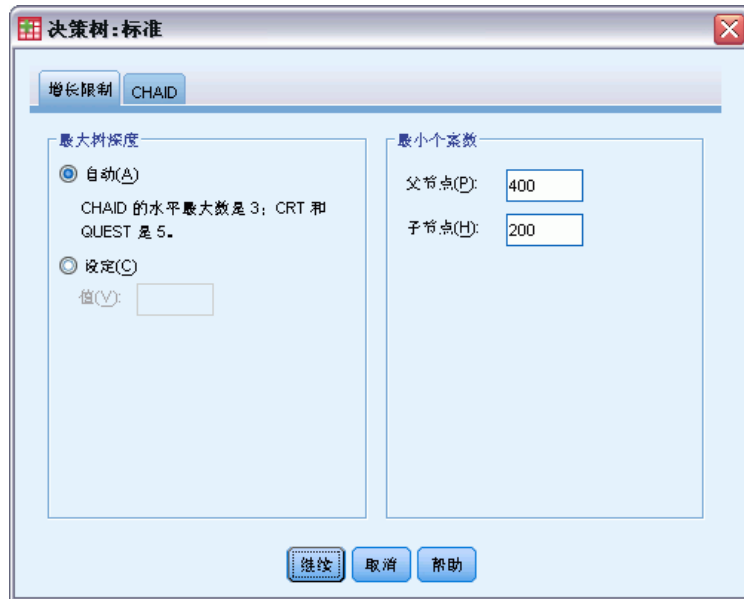 决策树:标准
增长限制
CHAID
最大树深度
自动(A)
CHAID 的水平最大数是 3；CRT 和
QUEST 是 5。
设定(C)
值(V):
最小个案数
父节点(P):
400
子节点(H):
200
继续
取消
帮助